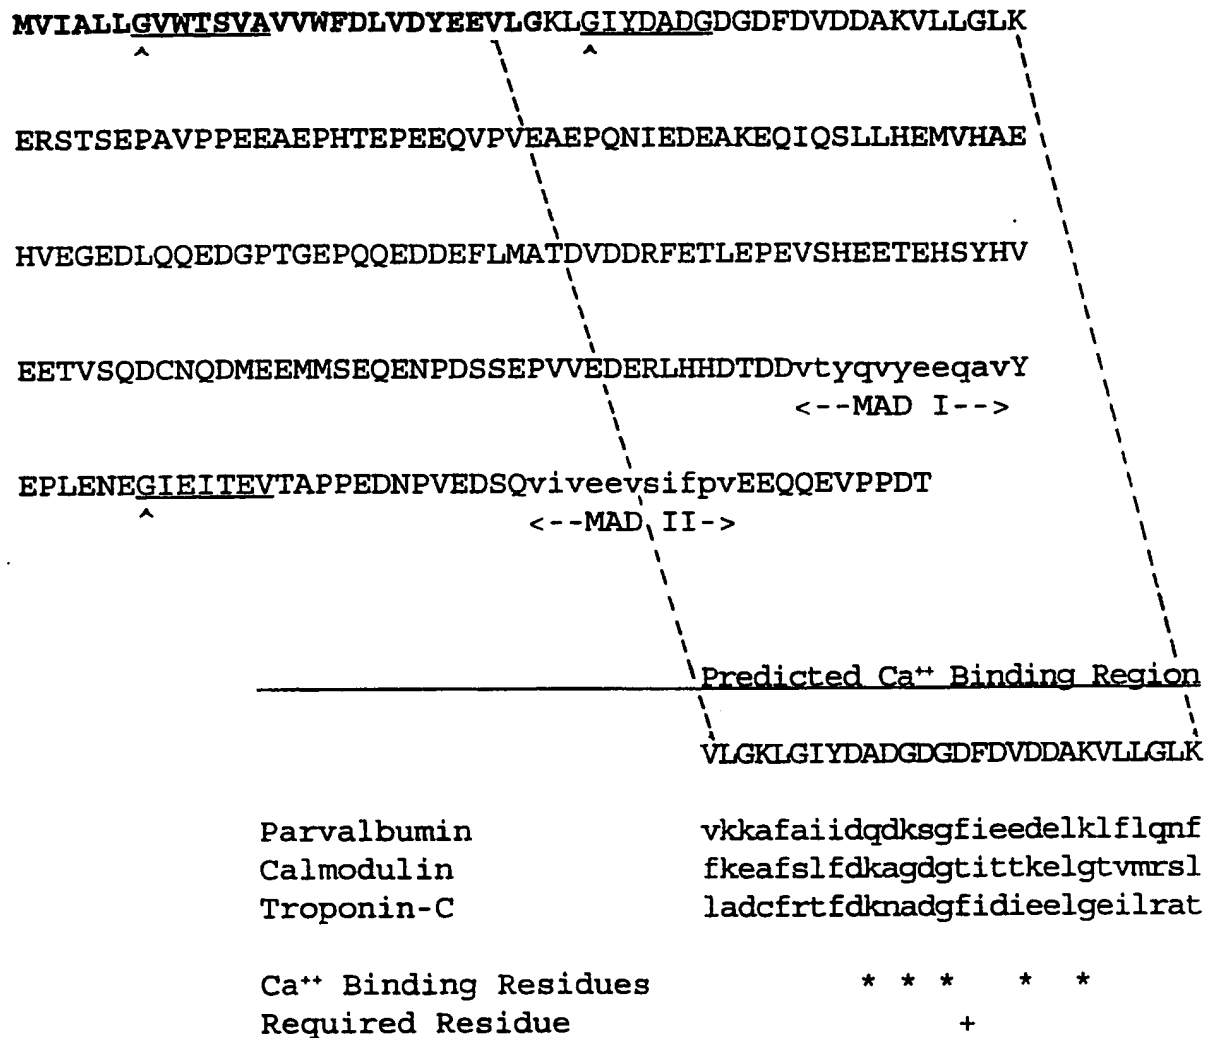 MVIALLGVWTSVAVVWFDLVDYEEVLGKLGIYDADGDGDFDVDDAKVLLGLK
^ ^
ERSTSEPAVPPEEAEPHTEPEEQVPVEAEPQNIEDEAKEQIQSLLHEMVHAE
HVEGEDLQQEDGPTGEPQQEDDEFLMATDVDDRFETLEPEVSHEETEHSYHV
EETVSQDCNQDMEEMMSEQENPDSSEPVVEDERLHHDTDDvtyqvyeeqavY
<--MAD I-->
EPLENEGIEITEVTAPPEDNPVEDSQviveevsifpvEEQQEVPPDT
^ <--MAD II->
Predicted Ca++ Binding Region
VLGKLGIYDADGDGDFDVDDAKVLLGLK
Parvalbumin vkkafaiidqdksgfieedelklflqnf
Calmodulin fkeafslfdkagdgtittkelgtvmrsl
Troponin-C ladcfrtfdknadgfidieelgeilrat
Ca++ Binding Residues * * * * *
Required Residue +